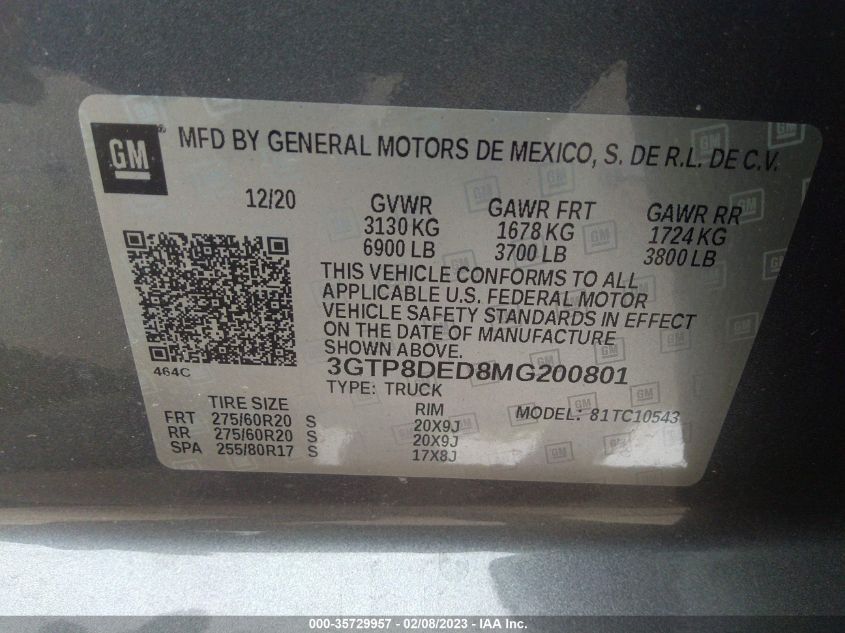 GM ® MFD BY GENERAL MOTORS DE MEXICO, S. DE R.L. DE C.V.
12/20 GVWR GAWR FRT GAWR RR
3130 KG 1678 KG 1724 KG
6900 LB 3700 LB 3800 LB
THIS VEHICLE CONFORMS TO ALL
APPLICABLE U.S. FEDERAL MOTOR
VEHICLE SAFETY STANDARDS IN EFFECT
ON THE DATE OF MANUFACTURE
SHOWN ABOVE.
464C
3GTP8DED8MG200801
TYPE: TRUCK
TIRE SIZE RIM MODEL: 81TC10543
FRT 275/60R20 S 20X9J
RR 275/60R20 S 20X9J
SPA 255/80R17 S 17X8J
000-35729957 - 02/08/2023 - IAA Inc.